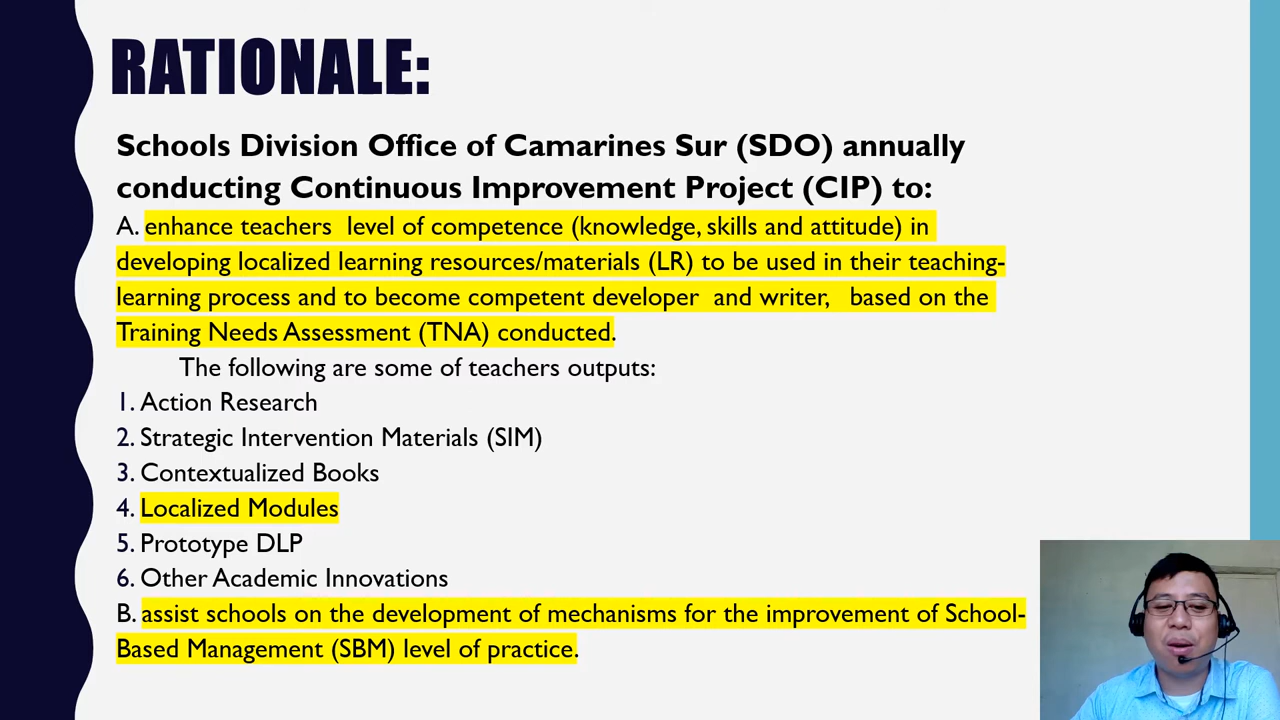 RATIONALE:
Schools Division Office of Camarines Sur (SDO) annually
conducting Continuous Improvement Project (CIP) to:
A. enhance teachers level of competence (knowledge, skills and attitude) in
developing localized learning resources/materials (LR) to be used in their teaching-
learning process and to become competent developer and writer, based on the
Training Needs Assessment (TNA) conducted.
The following are some of teachers outputs:
1. Action Research
2. Strategic Intervention Materials (SIM)
3. Contextualized Books
4. Localized Modules
5. Prototype DLP
6. Other Academic Innovations
B. assist schools on the development of mechanisms for the improvement of School-
Based Management (SBM) level of practice.